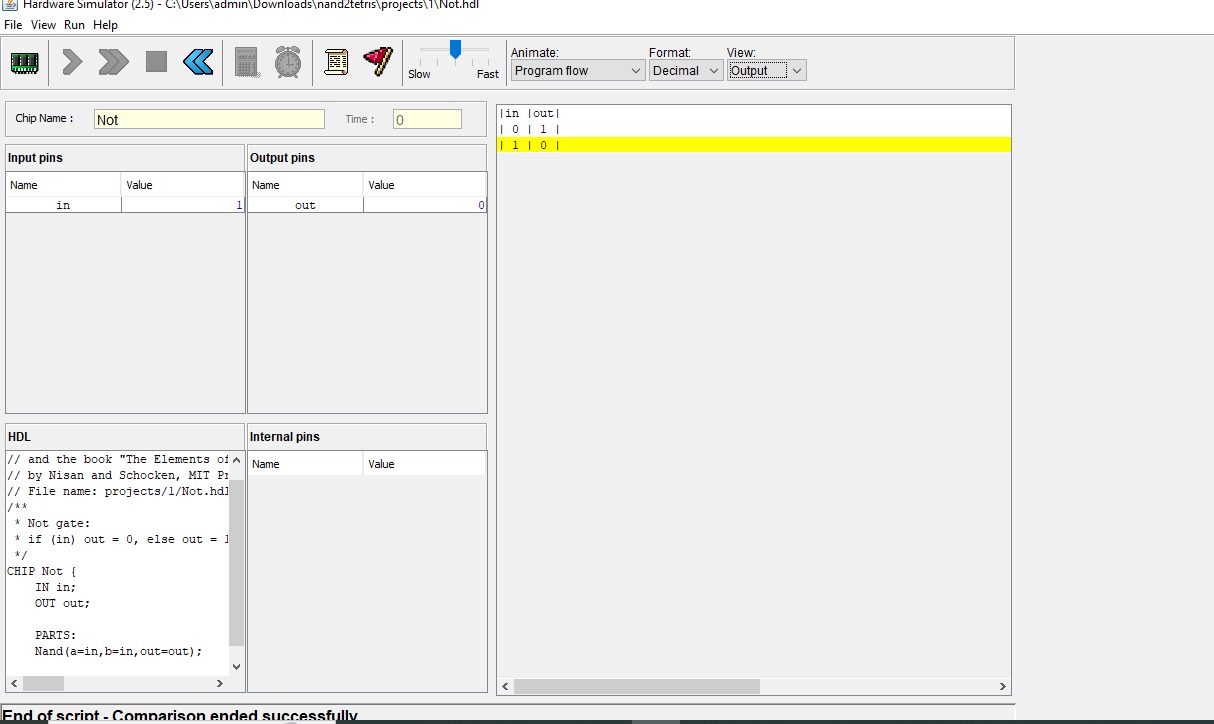 Hardware Simulator (2.5) - C:\Users\admin\Downloads\nand2tetris\projects\1\Not.hdl
File View Run Help
Animate: Format: View:
Slow Fast Program flow Decimal Output
Chip Name : Not Time : 0
Input pins
Name Value
in 1
Output pins
Name Value
out 0
HDL
// and the book "The Elements of
// by Nisan and Schocken, MIT Pr
// File name: projects/1/Not.hdl
/**
* Not gate:
* if (in) out = 0, else out = 1
*/
CHIP Not {
IN in;
OUT out;
PARTS:
Nand(a=in,b=in,out=out);
Internal pins
Name Value
|in |out|
| 0 | 1 |
| 1 | 0 |
End of script - Comparison ended successfully